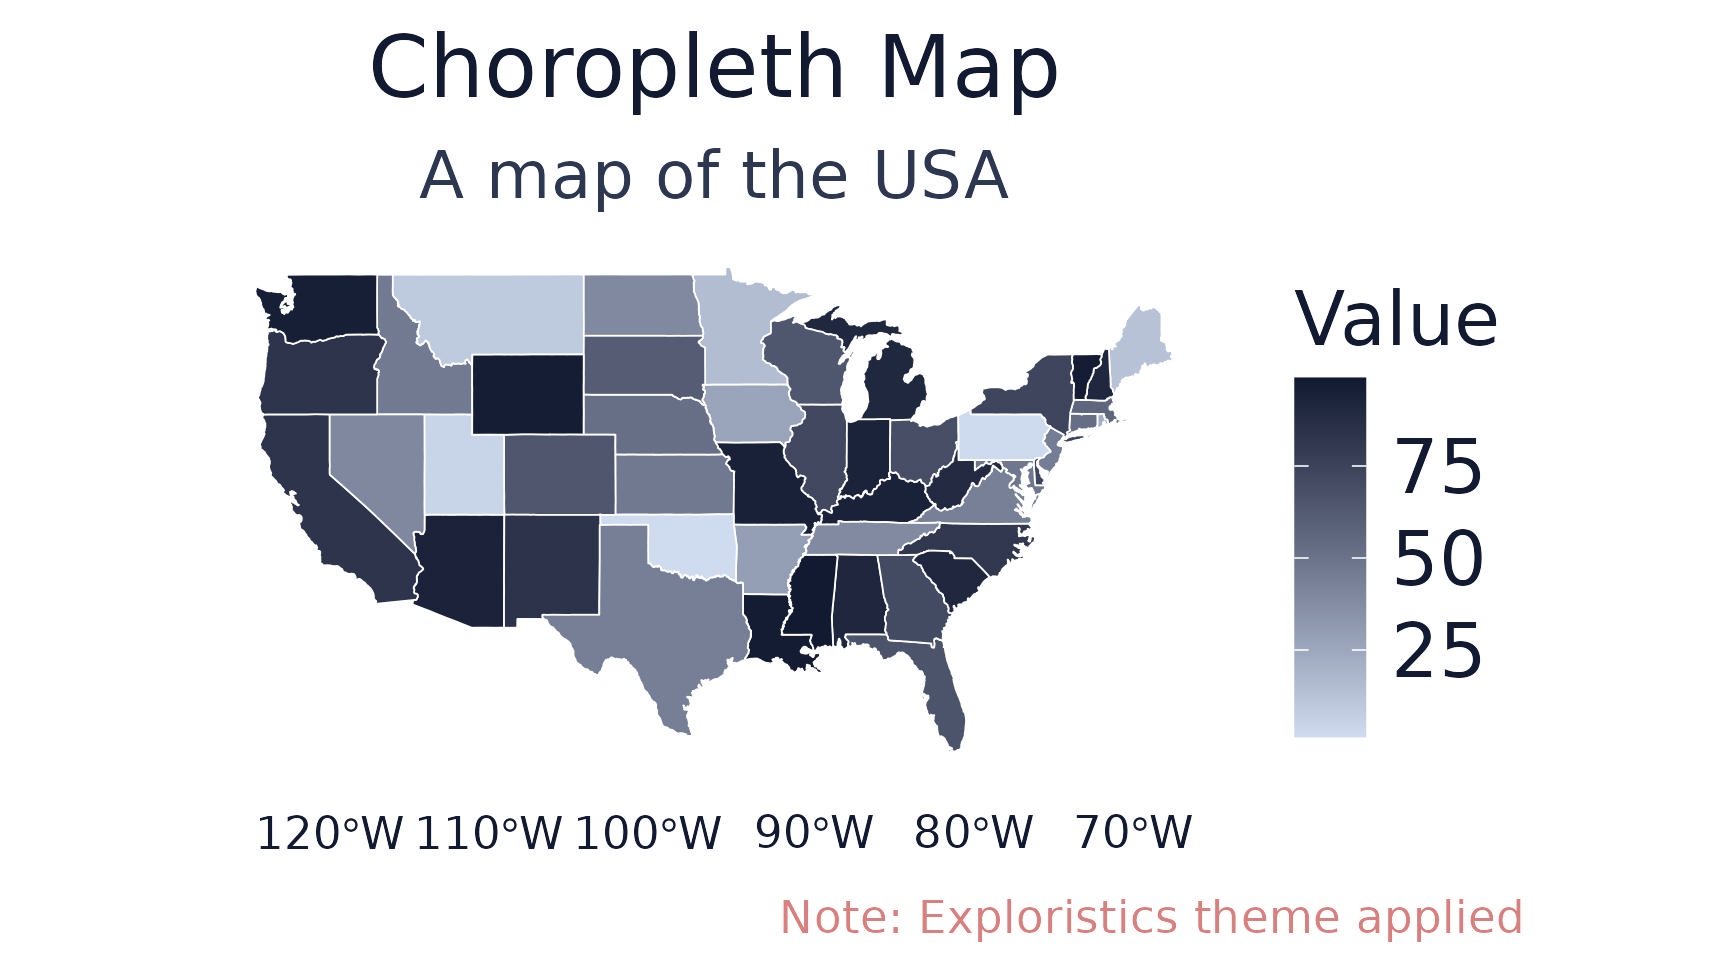 Choropleth Map
A map of the USA
Value
75
50
25
120°W 110°W 100°W 90°W 80°W 70°W
Note: Exploristics theme applied